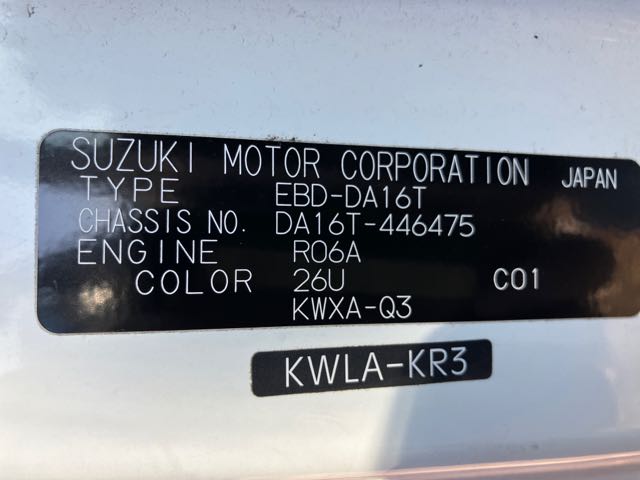 SUZUKI MOTOR CORPORATION JAPAN
TYPE EBD-DA16T
CHASSIS NO. DA16T-446475
ENGINE R06A
COLOR 26U C01
KWXA-Q3
KWLA-KR3